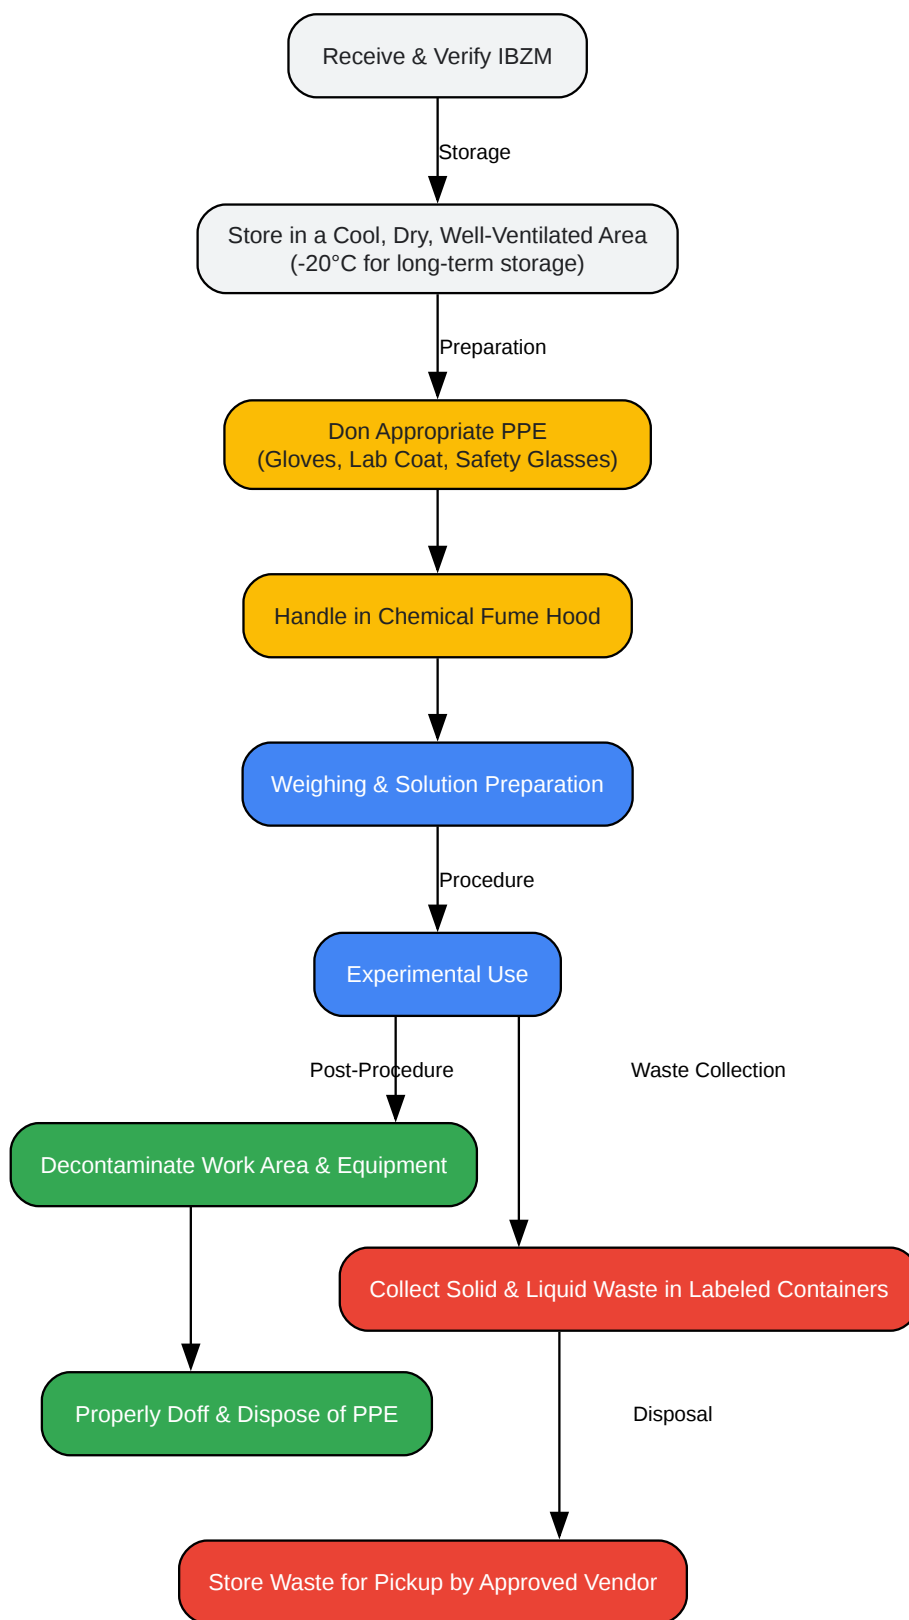 Receive & Verify IBZM
Storage
Store in a Cool, Dry, Well-Ventilated Area
(-20°C for long-term storage)
Preparation
Don Appropriate PPE
(Gloves, Lab Coat, Safety Glasses)
Handle in Chemical Fume Hood
Weighing & Solution Preparation
Procedure
Experimental Use
Post-Procedure
Waste Collection
Decontaminate Work Area & Equipment
Collect Solid & Liquid Waste in Labeled Containers
Properly Doff & Dispose of PPE
Disposal
Store Waste for Pickup by Approved Vendor